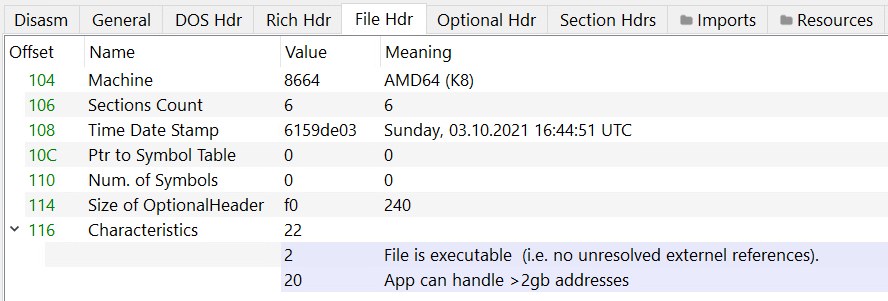 Disasm General DOS Hdr Rich Hdr File Hdr Optional Hdr Section Hdrs Imports Resources
Offset Name Value Meaning
104 Machine 8664 AMD64 (K8)
106 Sections Count 6 6
108 Time Date Stamp 6159de03 Sunday, 03.10.2021 16:44:51 UTC
10C Ptr to Symbol Table 0 0
110 Num. of Symbols 0 0
114 Size of OptionalHeader f0 240
116 Characteristics 22
2 File is executable (i.e. no unresolved externel references).
20 App can handle >2gb addresses